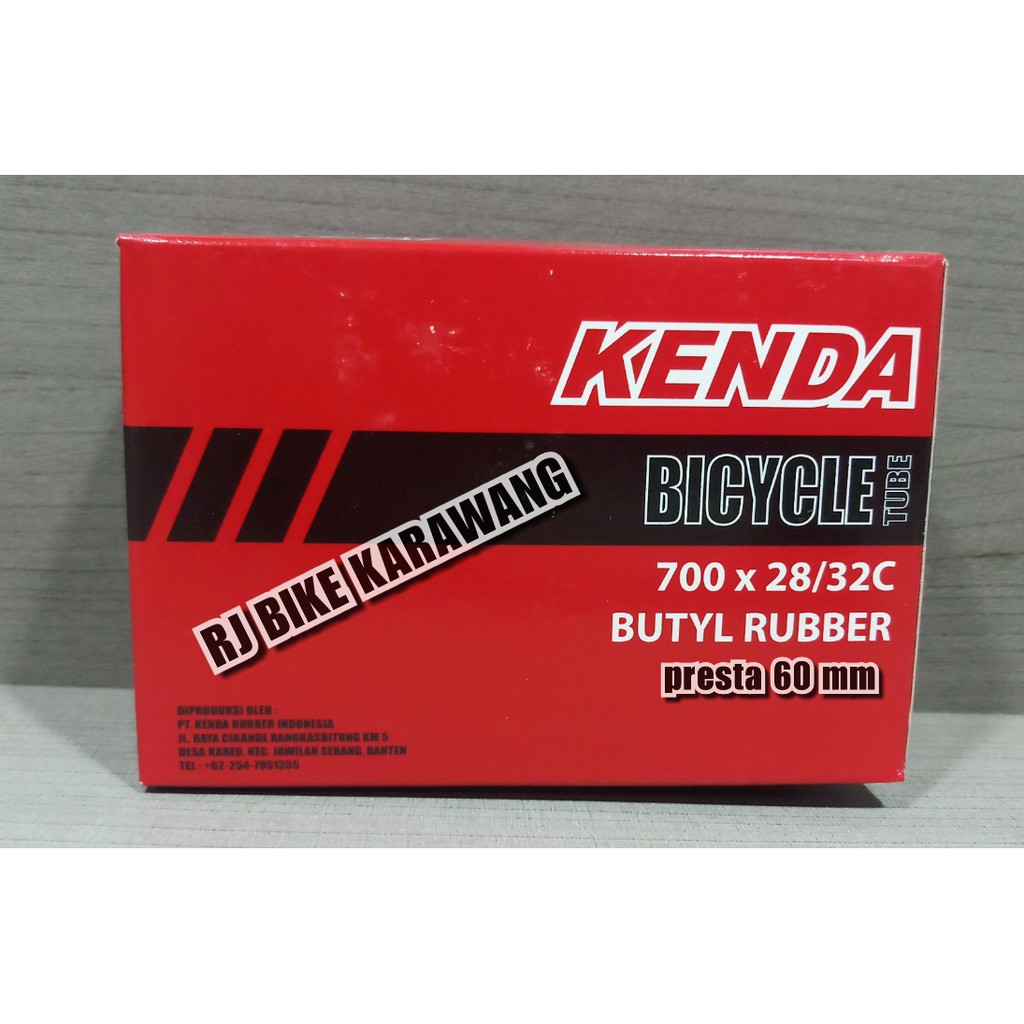 KENDA
BICYCLE TUBE
700 x 28/32C
BUTYL RUBBER
presta 60 mm
RJ BIKE KARAWANG
DIPRODUKSI OLEH :
PT. KENDA RUBBER INDONESIA
JL. RAYA CIKANDE RANGKASBITUNG KM 5
DESA KAREO, KEC. JAWILAN SERANG, BANTEN
TEL : +62-254-7951355